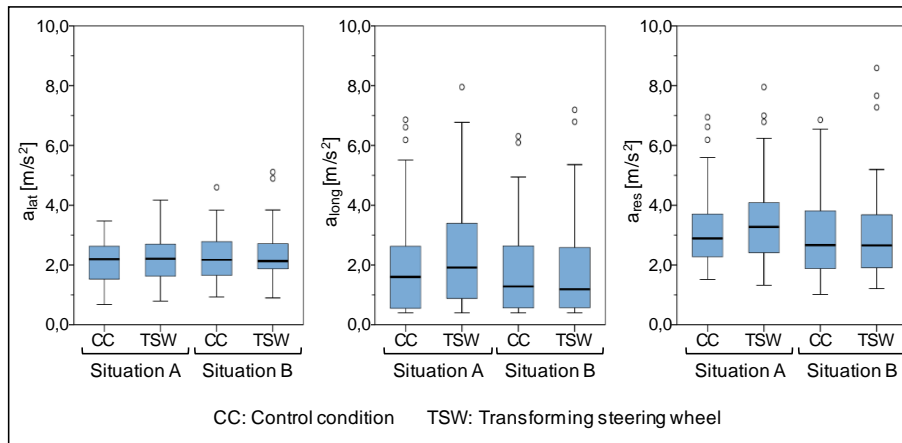 10,0 10,0 10,0
8,0 8,0 8,0
6,0 6,0 6,0
4,0 4,0 4,0
2,0 2,0 2,0
0,0 0,0 0,0
a_lat [m/s²] a_long [m/s²] a_res [m/s²]
CC TSW CC TSW CC TSW CC TSW CC TSW CC TSW
Situation A Situation B Situation A Situation B Situation A Situation B
CC: Control condition TSW: Transforming steering wheel